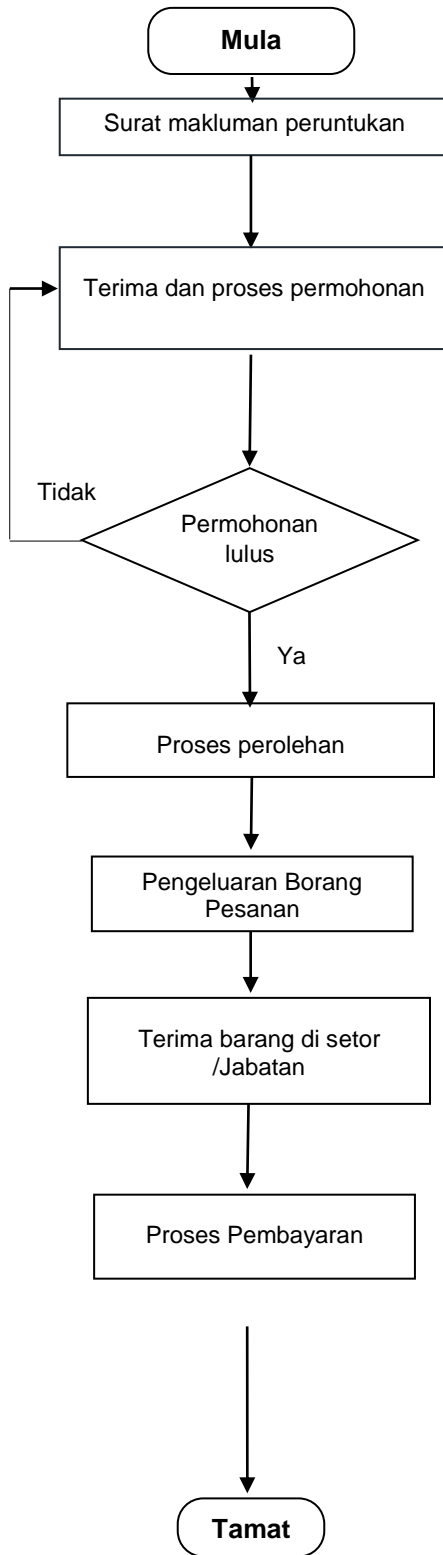 Mula
Surat makluman peruntukan
Terima dan proses permohonan
Tidak
Permohonan
lulus
Ya
Proses perolehan
Pengeluaran Borang
Pesanan
Terima barang di setor
/Jabatan
Proses Pembayaran
Tamat